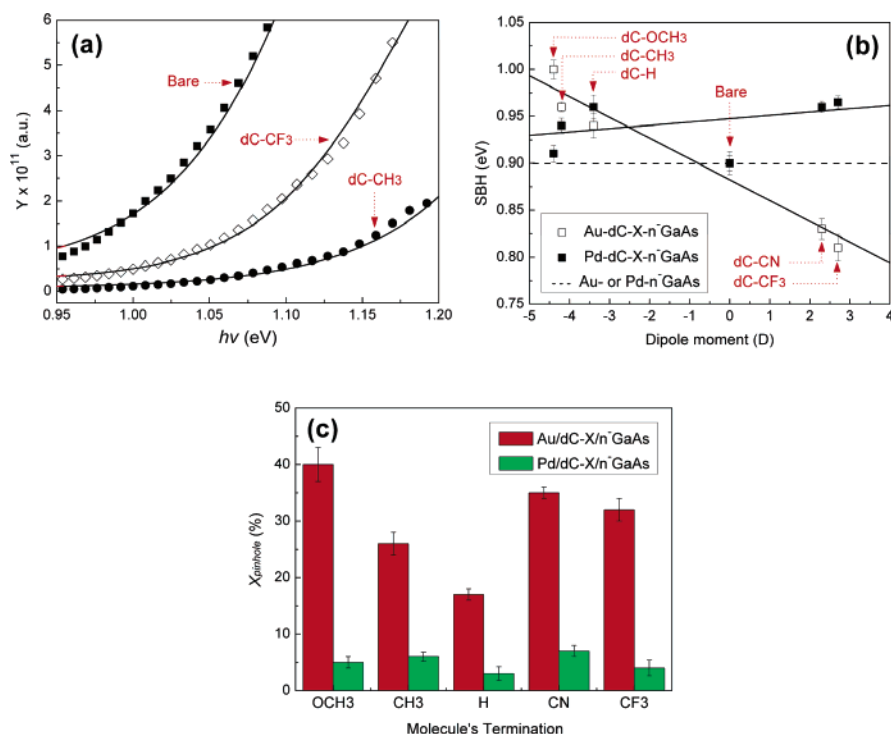 (a)
Bare
dC-CF3
dC-CH3
Y x 10¹¹ (a.u.)
6
5
4
3
2
1
0
0.95 1.00 1.05 1.10 1.15 1.20
hν (eV)
(b)
dC-OCH3
dC-CH3
dC-H
Bare
dC-CN
dC-CF3
SBH (eV)
1.05
1.00
0.95
0.90
0.85
0.80
0.75
Au-dC-X-n⁻GaAs
Pd-dC-X-n⁻GaAs
Au- or Pd-n⁻GaAs
-5 -4 -3 -2 -1 0 1 2 3 4
Dipole moment (D)
(c)
Au/dC-X/n⁻GaAs
Pd/dC-X/n⁻GaAs
Xpinhole (%)
50
40
30
20
10
0
OCH3 CH3 H CN CF3
Molecule's Termination